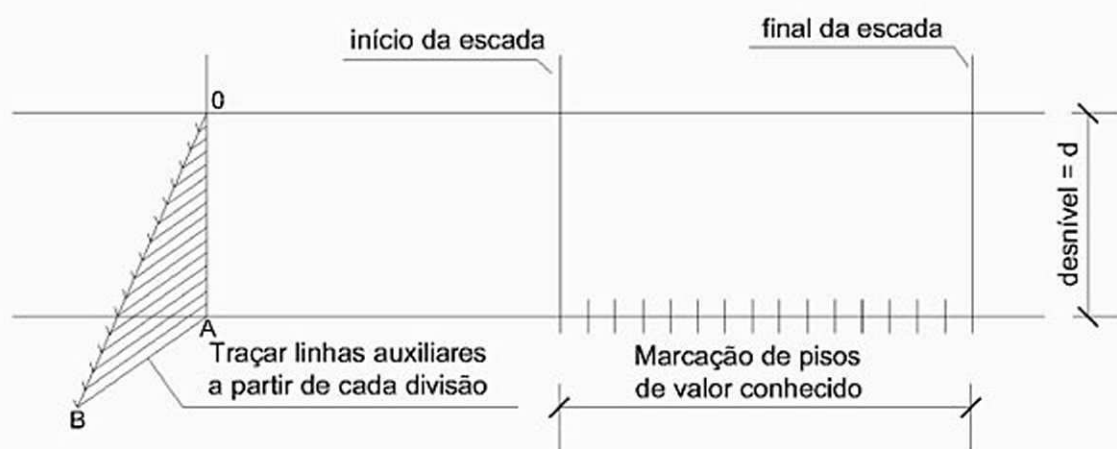 início da escada
final da escada
0
desnível = d
A
Traçar linhas auxiliares
a partir de cada divisão
Marcação de pisos
de valor conhecido
B